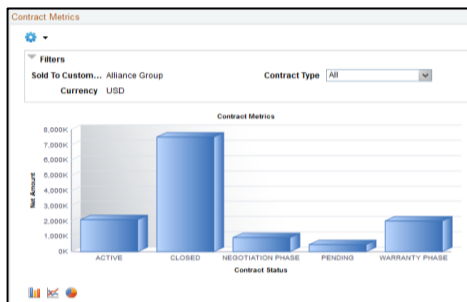 Contract Metrics
Filters
Sold To Custom... Alliance Group
Contract Type All
Currency USD
Contract Metrics
8,000K
7,000K
6,000K
5,000K
4,000K
3,000K
2,000K
1,000K
0K
Net Amount
ACTIVE CLOSED NEGOTIATION PHASE PENDING WARRANTY PHASE
Contract Status